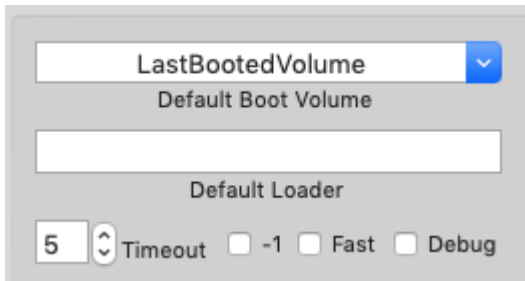 LastBootedVolume
Default Boot Volume
Default Loader
5 Timeout -1 Fast Debug